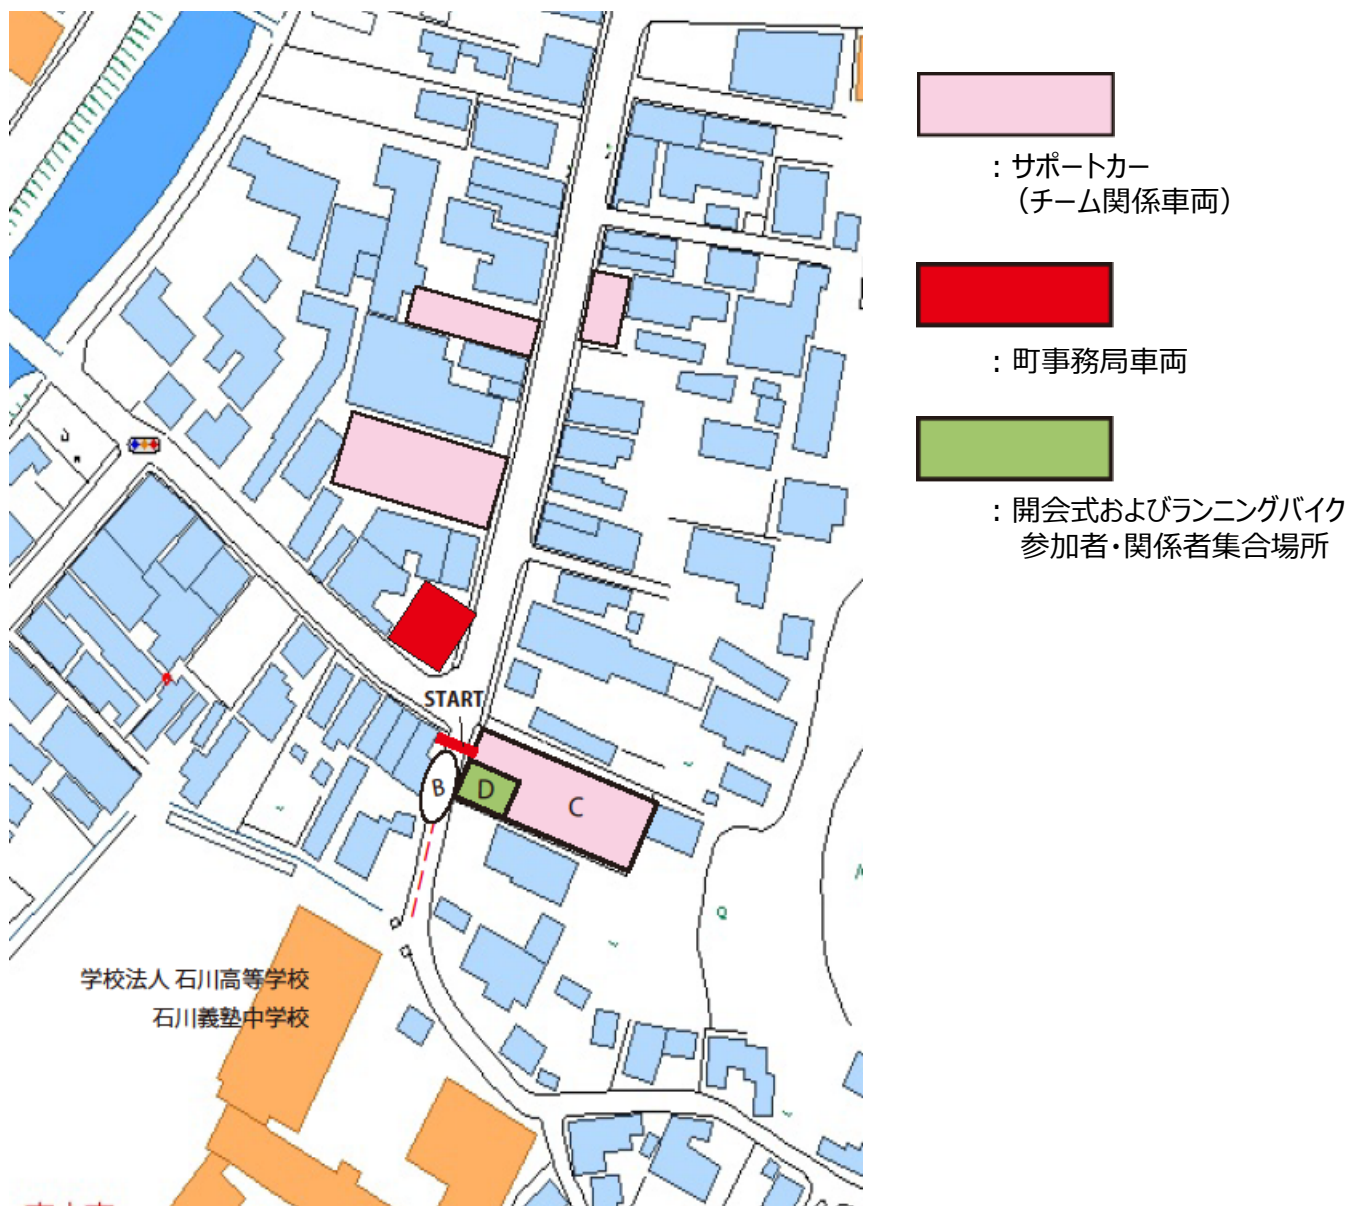 ：サポートカー
（チーム関係車両）
：町事務局車両
：開会式およびランニングバイク
参加者・関係者集合場所
START
B
D
C
学校法人 石川高等学校
石川義塾中学校